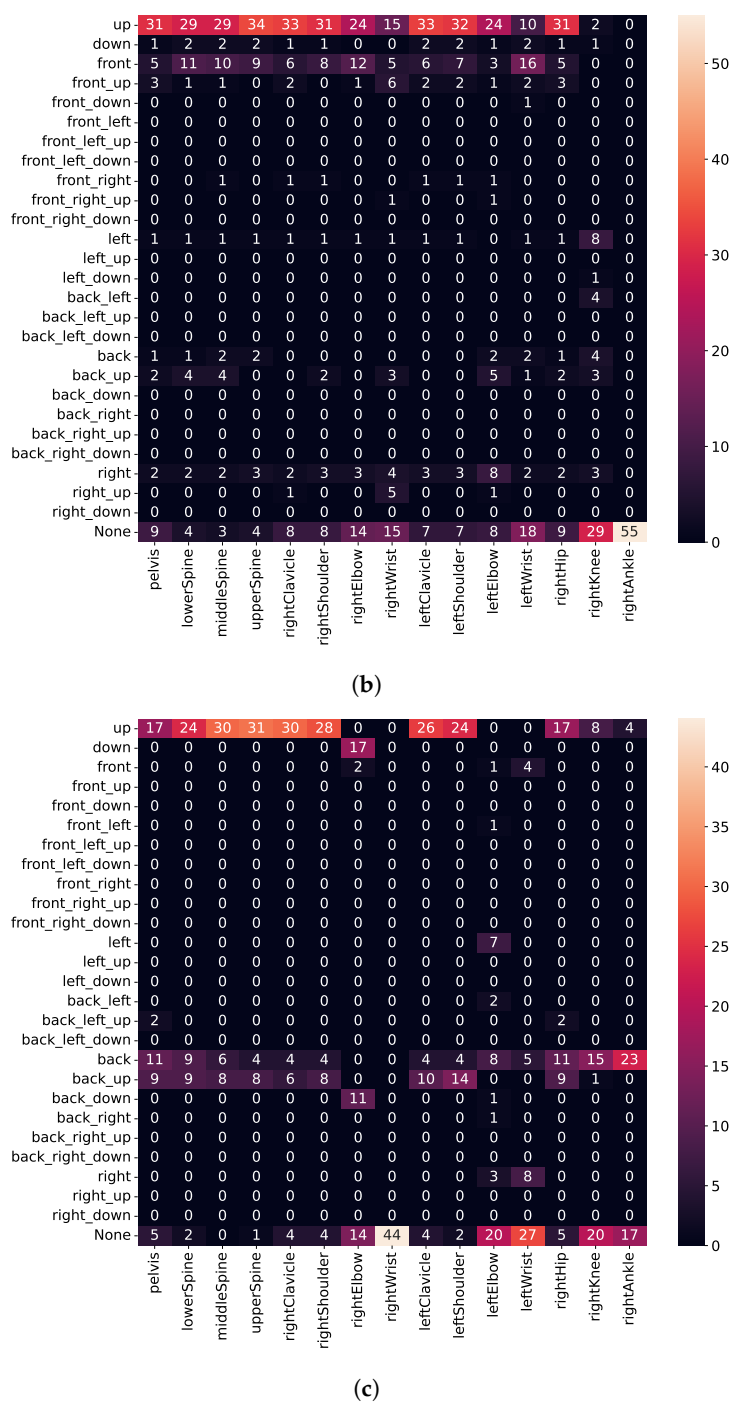 up 31 29 29 34 33 31 24 15 33 32 24 10 31 2 0
down 1 2 2 2 1 1 0 0 2 2 1 2 1 1 0
front 5 11 10 9 6 8 12 5 6 7 3 16 5 0 0
front_up 3 1 1 0 2 0 1 6 2 2 1 2 3 0 0
front_down 0 0 0 0 0 0 0 0 0 0 0 1 0 0 0
front_left 0 0 0 0 0 0 0 0 0 0 0 0 0 0 0
front_left_up 0 0 0 0 0 0 0 0 0 0 0 0 0 0 0
front_left_down 0 0 0 0 0 0 0 0 0 0 0 0 0 0 0
front_right 0 0 1 0 1 1 0 0 1 1 1 0 0 0 0
front_right_up 0 0 0 0 0 0 0 1 0 0 1 0 0 0 0
front_right_down 0 0 0 0 0 0 0 0 0 0 0 0 0 0 0
left 1 1 1 1 1 1 1 1 1 1 0 1 1 8 0
left_up 0 0 0 0 0 0 0 0 0 0 0 0 0 0 0
left_down 0 0 0 0 0 0 0 0 0 0 0 0 0 1 0
back_left 0 0 0 0 0 0 0 0 0 0 0 0 0 4 0
back_left_up 0 0 0 0 0 0 0 0 0 0 0 0 0 0 0
back_left_down 0 0 0 0 0 0 0 0 0 0 0 0 0 0 0
back 1 1 2 2 0 0 0 0 0 0 2 2 1 4 0
back_up 2 4 4 0 0 2 0 3 0 0 5 1 2 3 0
back_down 0 0 0 0 0 0 0 0 0 0 0 0 0 0 0
back_right 0 0 0 0 0 0 0 0 0 0 0 0 0 0 0
back_right_up 0 0 0 0 0 0 0 0 0 0 0 0 0 0 0
back_right_down 0 0 0 0 0 0 0 0 0 0 0 0 0 0 0
right 2 2 2 3 2 3 3 4 3 3 8 2 2 3 0
right_up 0 0 0 0 1 0 0 5 0 0 1 0 0 0 0
right_down 0 0 0 0 0 0 0 0 0 0 0 0 0 0 0
None 9 4 3 4 8 8 14 15 7 7 8 18 9 29 55
pelvis
lowerSpine
middleSpine
upperSpine
rightClavicle
rightShoulder
rightElbow
rightWrist
leftClavicle
leftShoulder
leftElbow
leftWrist
rightHip
rightKnee
rightAnkle
50
40
30
20
10
0
(b)
up 17 24 30 31 30 28 0 0 26 24 0 0 17 8 4
down 0 0 0 0 0 0 17 0 0 0 0 0 0 0 0
front 0 0 0 0 0 0 2 0 0 0 1 4 0 0 0
front_up 0 0 0 0 0 0 0 0 0 0 0 0 0 0 0
front_down 0 0 0 0 0 0 0 0 0 0 0 0 0 0 0
front_left 0 0 0 0 0 0 0 0 0 0 1 0 0 0 0
front_left_up 0 0 0 0 0 0 0 0 0 0 0 0 0 0 0
front_left_down 0 0 0 0 0 0 0 0 0 0 0 0 0 0 0
front_right 0 0 0 0 0 0 0 0 0 0 0 0 0 0 0
front_right_up 0 0 0 0 0 0 0 0 0 0 0 0 0 0 0
front_right_down 0 0 0 0 0 0 0 0 0 0 0 0 0 0 0
left 0 0 0 0 0 0 0 0 0 0 7 0 0 0 0
left_up 0 0 0 0 0 0 0 0 0 0 0 0 0 0 0
left_down 0 0 0 0 0 0 0 0 0 0 0 0 0 0 0
back_left 0 0 0 0 0 0 0 0 0 0 2 0 0 0 0
back_left_up 2 0 0 0 0 0 0 0 0 0 0 0 2 0 0
back_left_down 0 0 0 0 0 0 0 0 0 0 0 0 0 0 0
back 11 9 6 4 4 4 0 0 4 4 8 5 11 15 23
back_up 9 9 8 8 6 8 0 0 10 14 0 0 9 1 0
back_down 0 0 0 0 0 0 11 0 0 0 1 0 0 0 0
back_right 0 0 0 0 0 0 0 0 0 0 1 0 0 0 0
back_right_up 0 0 0 0 0 0 0 0 0 0 0 0 0 0 0
back_right_down 0 0 0 0 0 0 0 0 0 0 0 0 0 0 0
right 0 0 0 0 0 0 0 0 0 0 3 8 0 0 0
right_up 0 0 0 0 0 0 0 0 0 0 0 0 0 0 0
right_down 0 0 0 0 0 0 0 0 0 0 0 0 0 0 0
None 5 2 0 1 4 4 14 44 4 2 20 27 5 20 17
pelvis
lowerSpine
middleSpine
upperSpine
rightClavicle
rightShoulder
rightElbow
rightWrist
leftClavicle
leftShoulder
leftElbow
leftWrist
rightHip
rightKnee
rightAnkle
40
35
30
25
20
15
10
5
0
(c)